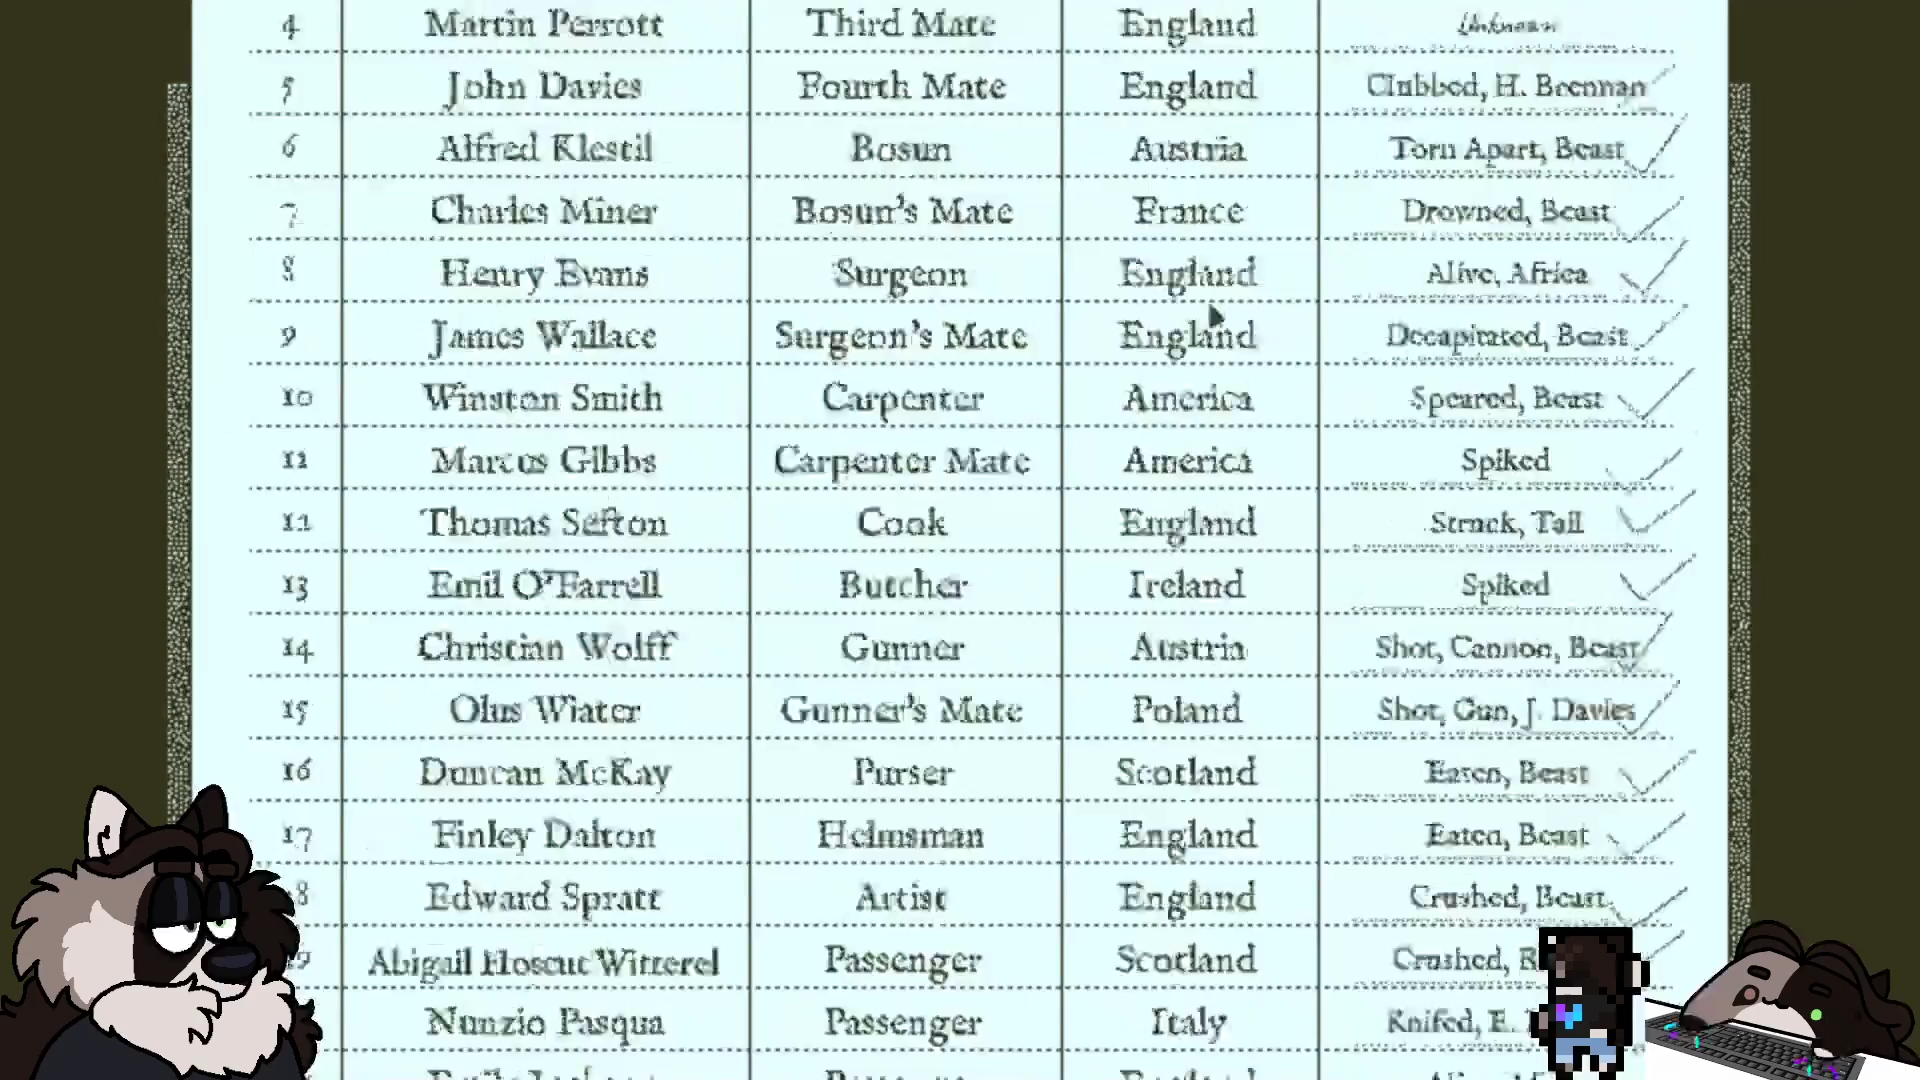 4 Martin Perrott Third Mate England Unknown
5 John Davies Fourth Mate England Clubbed, H. Brennan
6 Alfred Klestil Bosun Austria Torn Apart, Beast
7 Charles Miner Bosun's Mate France Drowned, Beast
8 Henry Evans Surgeon England Alive, Africa
9 James Wallace Surgeon's Mate England Decapitated, Beast
10 Winston Smith Carpenter America Speared, Beast
11 Marcus Gibbs Carpenter Mate America Spiked
12 Thomas Sefton Cook England Struck, Tail
13 Emil O'Farrell Butcher Ireland Spiked
14 Christian Wolff Gunner Austria Shot, Cannon, Beast
15 Olus Wiater Gunner's Mate Poland Shot, Gun, J. Davies
16 Duncan McKay Purser Scotland Eaten, Beast
17 Finley Dalton Helmsman England Eaten, Beast
8 Edward Spratt Artist England Crushed, Beast
9 Abigail Hoscut Witterel Passenger Scotland Crushed,
Nunzio Pasqua Passenger Italy Knifed, E.